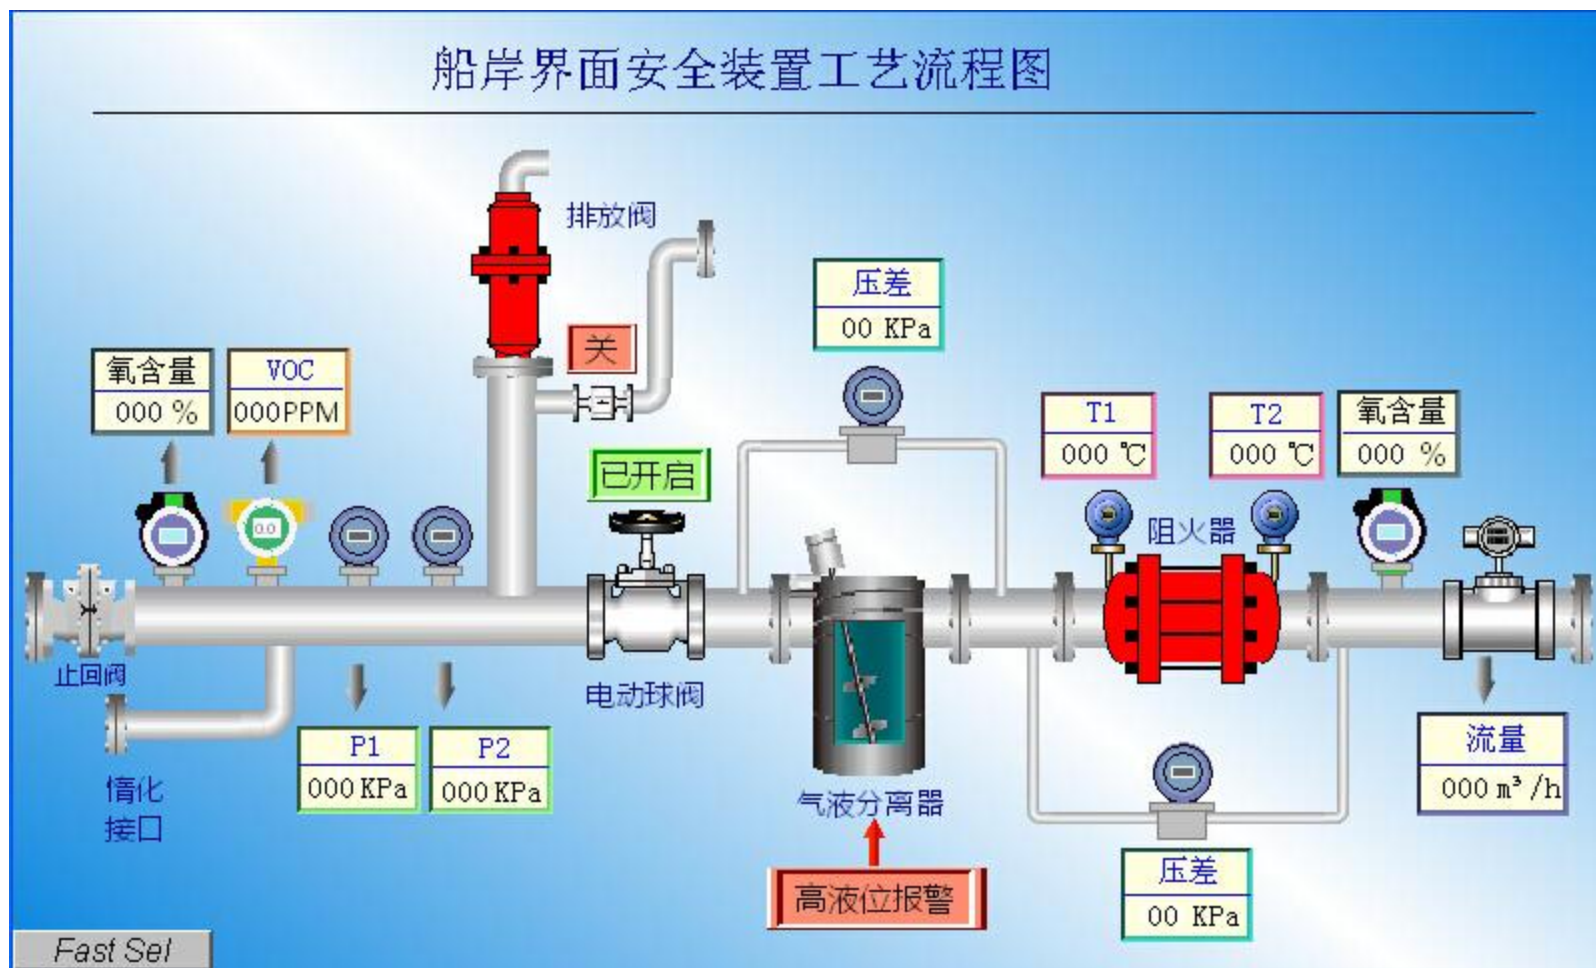 船岸界面安全装置工艺流程图
排放阀
压差
00 KPa
关
氧含量
000 %
VOC
000PPM
T1
000 ℃
T2
000 ℃
氧含量
000 %
已开启
0.0
阻火器
止回阀
电动球阀
P1
000 KPa
P2
000 KPa
流量
000 m³/h
惰化
接口
气液分离器
压差
00 KPa
高液位报警
Fast Sel